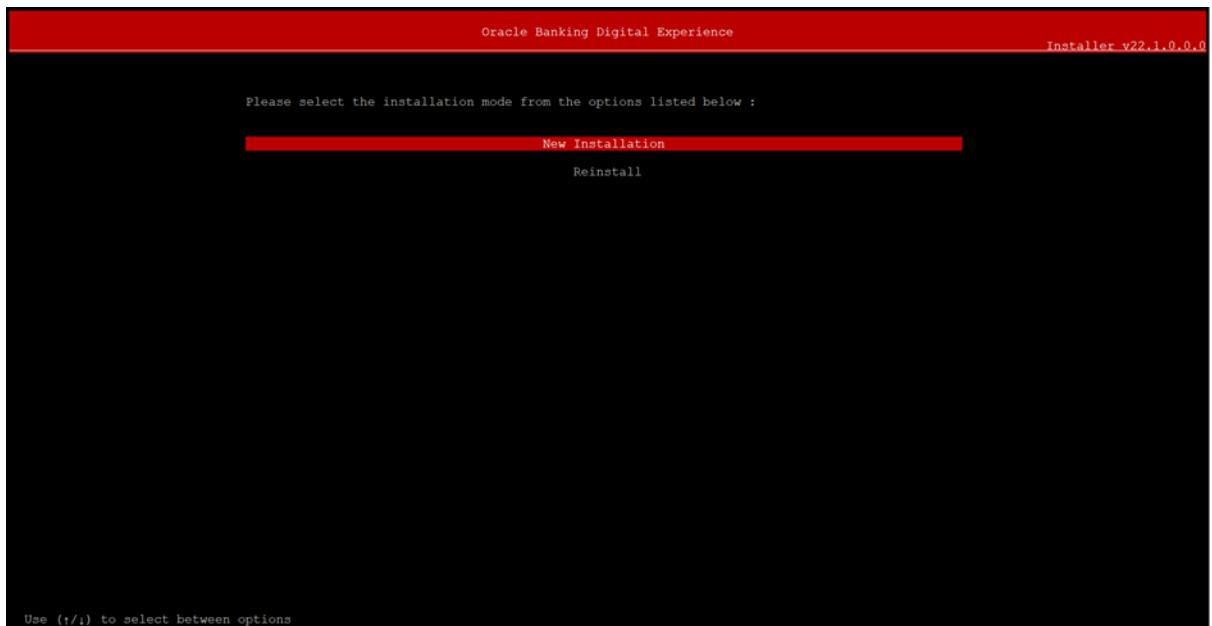 Oracle Banking Digital Experience
Installer v22.1.0.0.0
Please select the installation mode from the options listed below :
New Installation
Reinstall
Use (↑/↓) to select between options